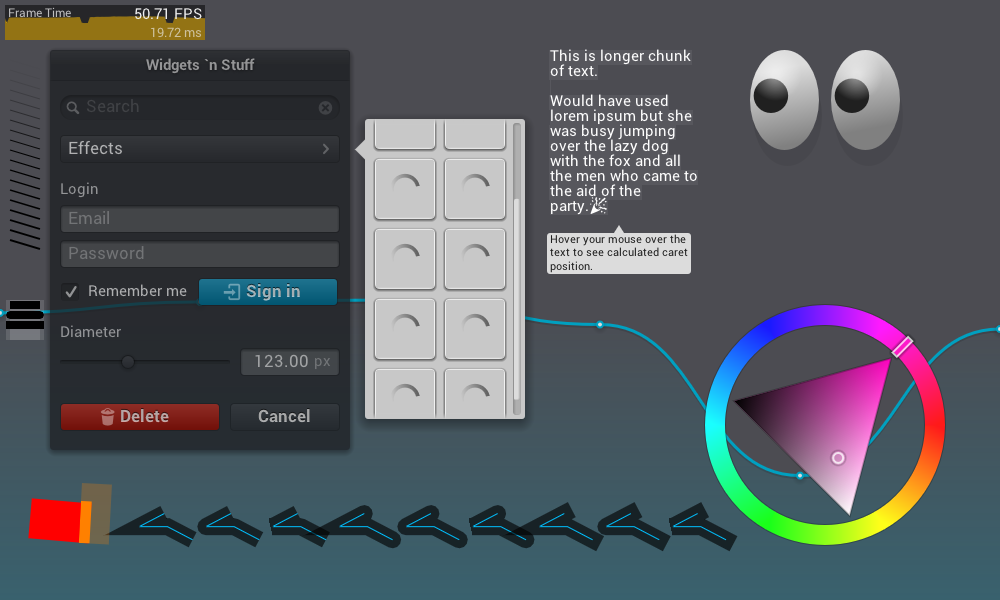 Frame Time
50.71 FPS
19.72 ms
Widgets `n Stuff
Search
Effects
Login
Email
Password
Remember me
Sign in
Diameter
123.00 px
Delete
Cancel
This is longer chunk
of text.
Would have used
lorem ipsum but she
was busy jumping
over the lazy dog
with the fox and all
the men who came to
the aid of the
party.🎉
Hover your mouse over the
text to see calculated caret
position.